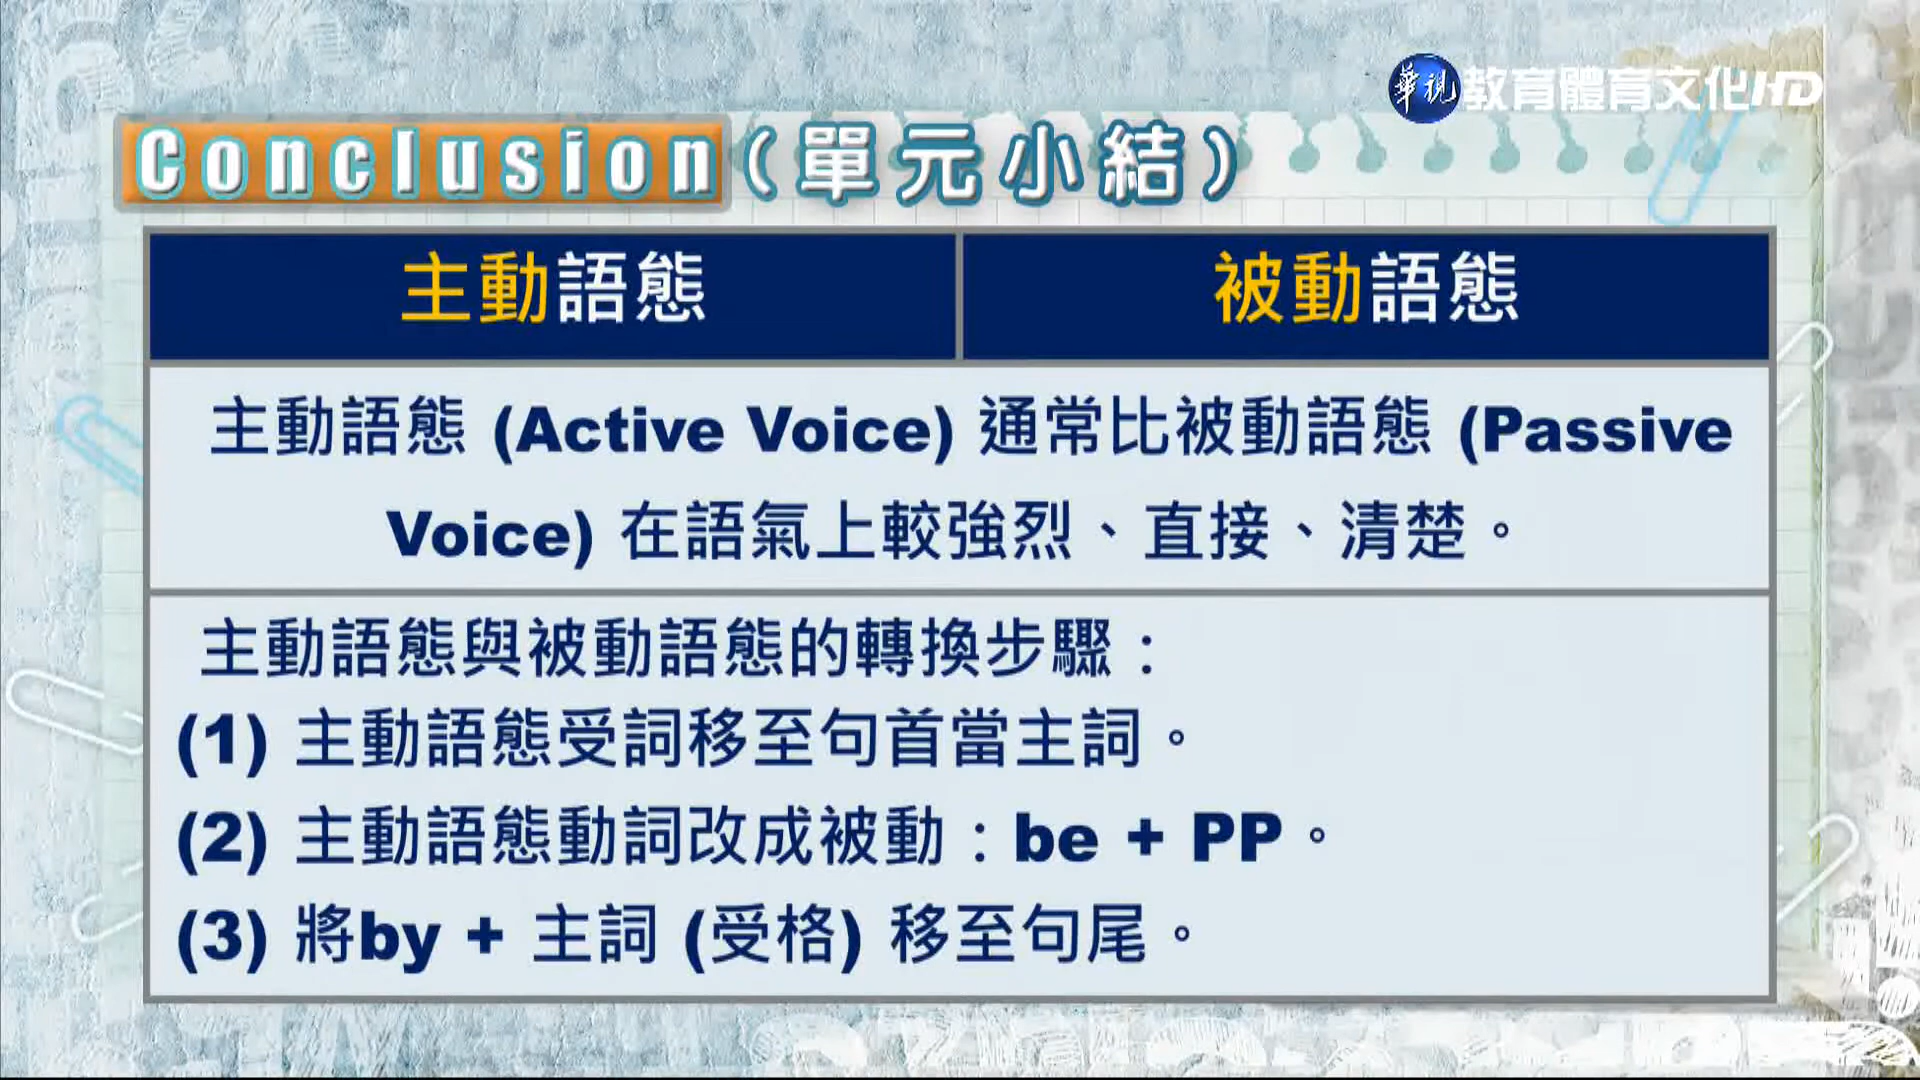 華視 教育體育文化HD
Conclusion(單元小結)
主動語態
被動語態
主動語態 (Active Voice) 通常比被動語態 (Passive
Voice) 在語氣上較強烈、直接、清楚。
主動語態與被動語態的轉換步驟：
(1) 主動語態受詞移至句首當主詞。
(2) 主動語態動詞改成被動：be + PP。
(3) 將by + 主詞 (受格) 移至句尾。